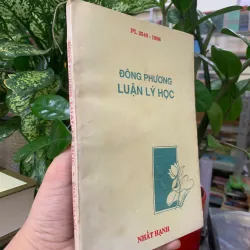 PL 2540 - 1996
ĐÔNG PHƯƠNG
LUẬN LÝ HỌC
NHẤT HẠNH